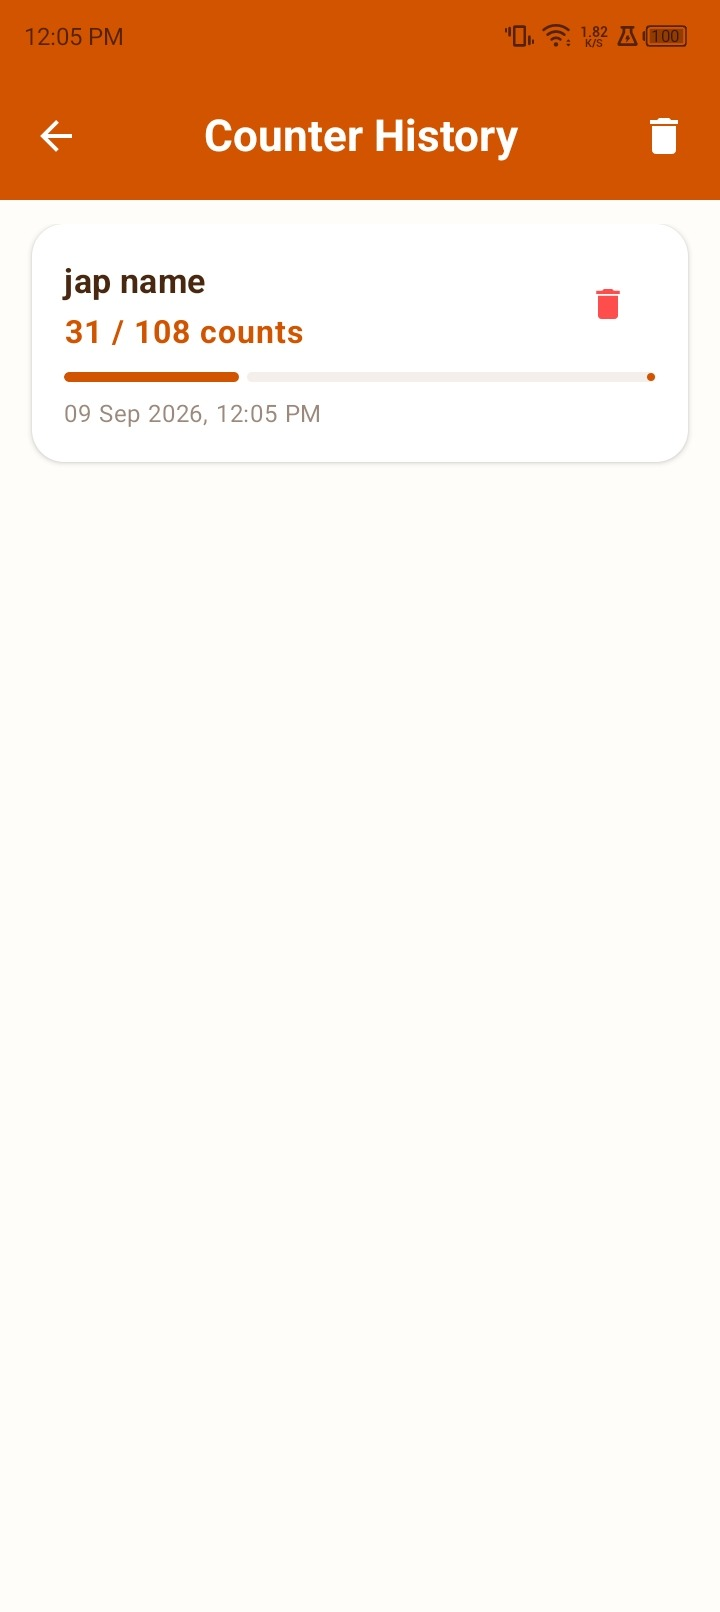 12:05 PM
1.82
K/S
100
Counter History
jap name
31 / 108 counts
09 Sep 2026, 12:05 PM